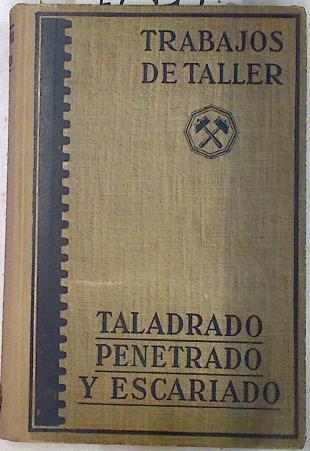 TRABAJOS
DE TALLER
TALADRADO
PENETRADO
Y ESCARIADO